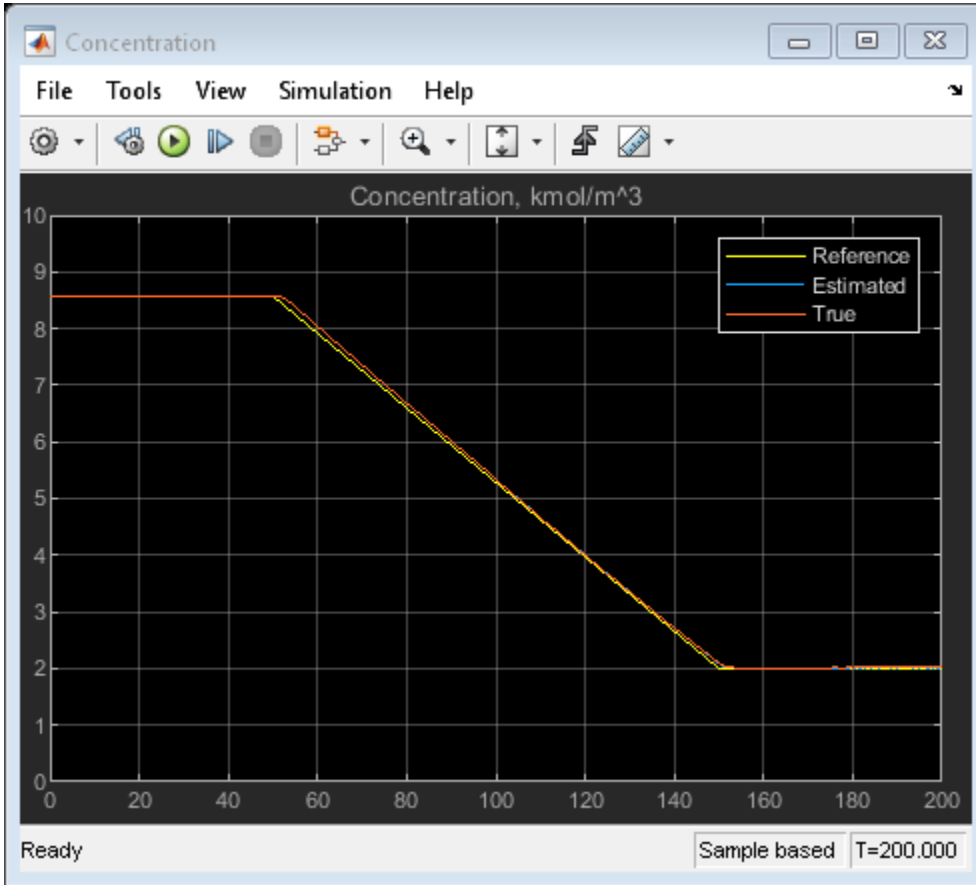 Concentration
File Tools View Simulation Help
Concentration, kmol/m^3
10
9
8
7
6
5
4
3
2
1
0
Reference
Estimated
True
0 20 40 60 80 100 120 140 160 180 200
Ready Sample based T=200.000